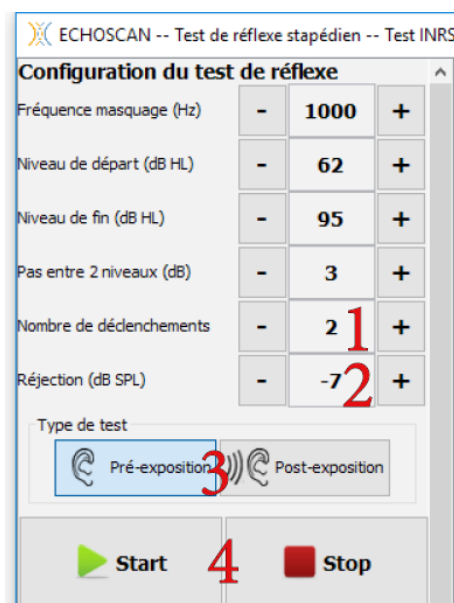 ECHOSCAN -- Test de réflexe stapédien -- Test INRS
Configuration du test de réflexe
Fréquence masquage (Hz) - 1000 +
Niveau de départ (dB HL) - 62 +
Niveau de fin (dB HL) - 95 +
Pas entre 2 niveaux (dB) - 3 +
Nombre de déclenchements - 2 1 +
Réjection (dB SPL) - -7 2 +
Type de test
Pré-exposition 3 Post-exposition
Start 4 Stop